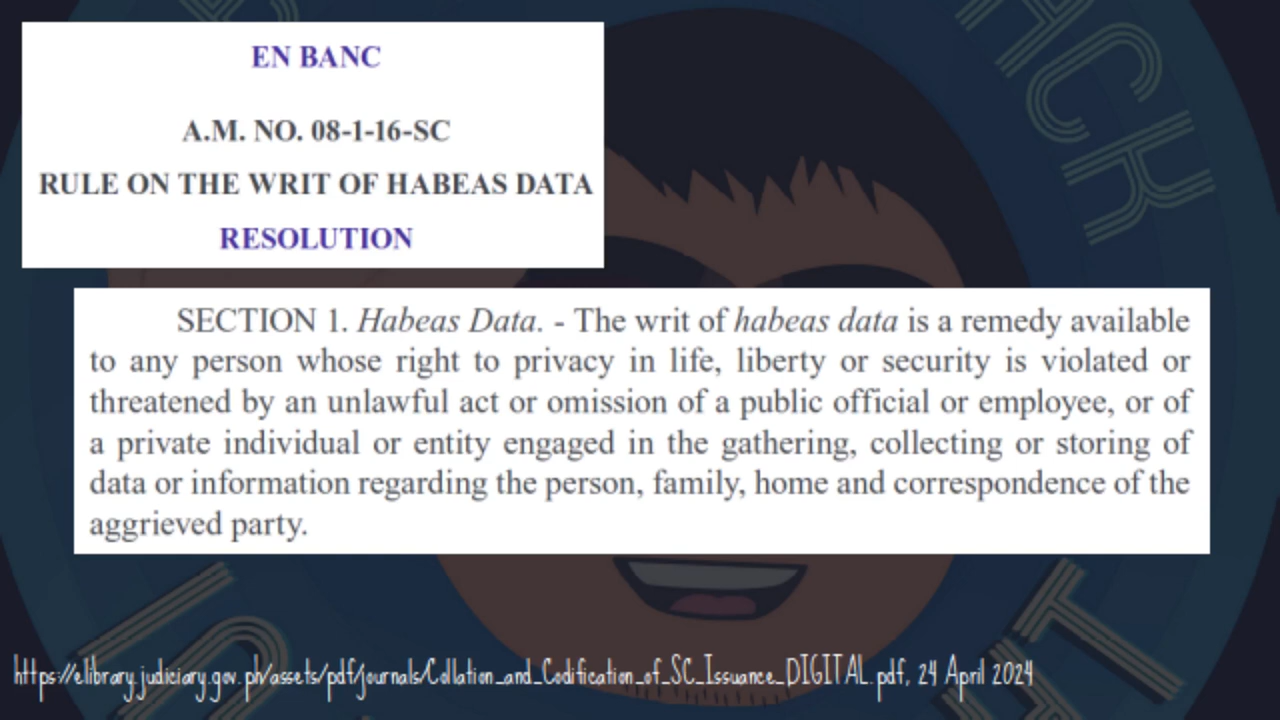 EN BANC
A.M. NO. 08-1-16-SC
RULE ON THE WRIT OF HABEAS DATA
RESOLUTION
SECTION 1. Habeas Data. - The writ of habeas data is a remedy available
to any person whose right to privacy in life, liberty or security is violated or
threatened by an unlawful act or omission of a public official or employee, or of
a private individual or entity engaged in the gathering, collecting or storing of
data or information regarding the person, family, home and correspondence of the
aggrieved party.
https://elibrary.judiciary.gov.ph/assets/pdf/journals/Collation_and_Codification_of_SC_Issuance_DIGITAL.pdf, 24 April 2024